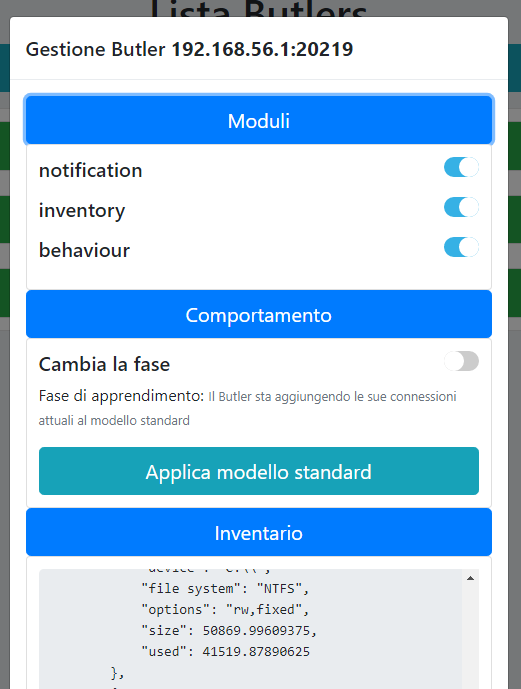 Lista Butlers
Gestione Butler 192.168.56.1:20219
Moduli
notification
inventory
behaviour
Comportamento
Cambia la fase
Fase di apprendimento: Il Butler sta aggiungendo le sue connessioni
attuali al modello standard
Applica modello standard
Inventario
"device": "C:\\",
"file system": "NTFS",
"options": "rw,fixed",
"size": 50869.99609375,
"used": 41519.87890625
},